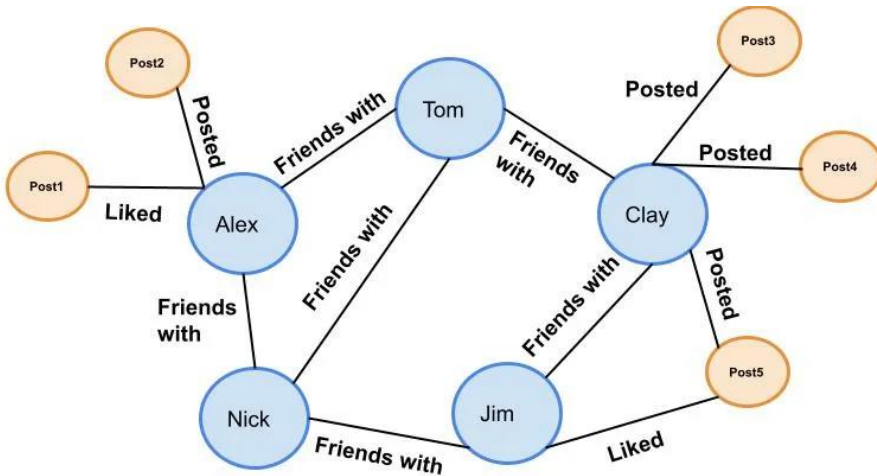 Post3
Post2
Posted
Tom
Posted
Friends with
Posted
Friends
with
Post4
Post1
Liked
Alex
Clay
Friends with
Friends
with
Friends with
Posted
Post5
Nick
Jim
Friends with
Liked